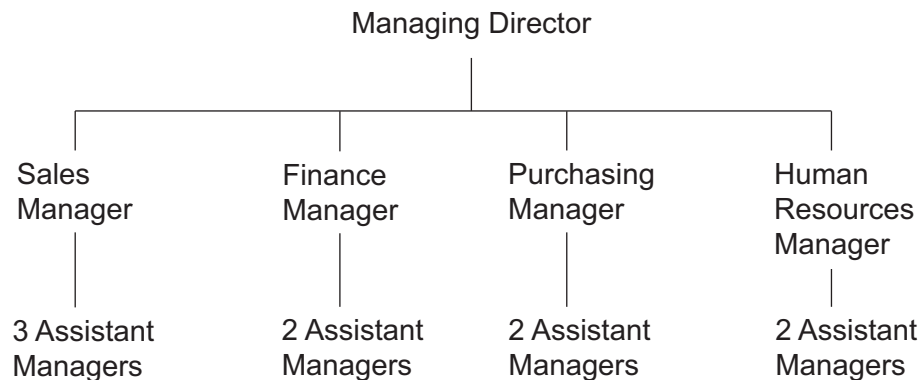 Managing Director
Sales
Manager
Finance
Manager
Purchasing
Manager
Human
Resources
Manager
3 Assistant
Managers
2 Assistant
Managers
2 Assistant
Managers
2 Assistant
Managers